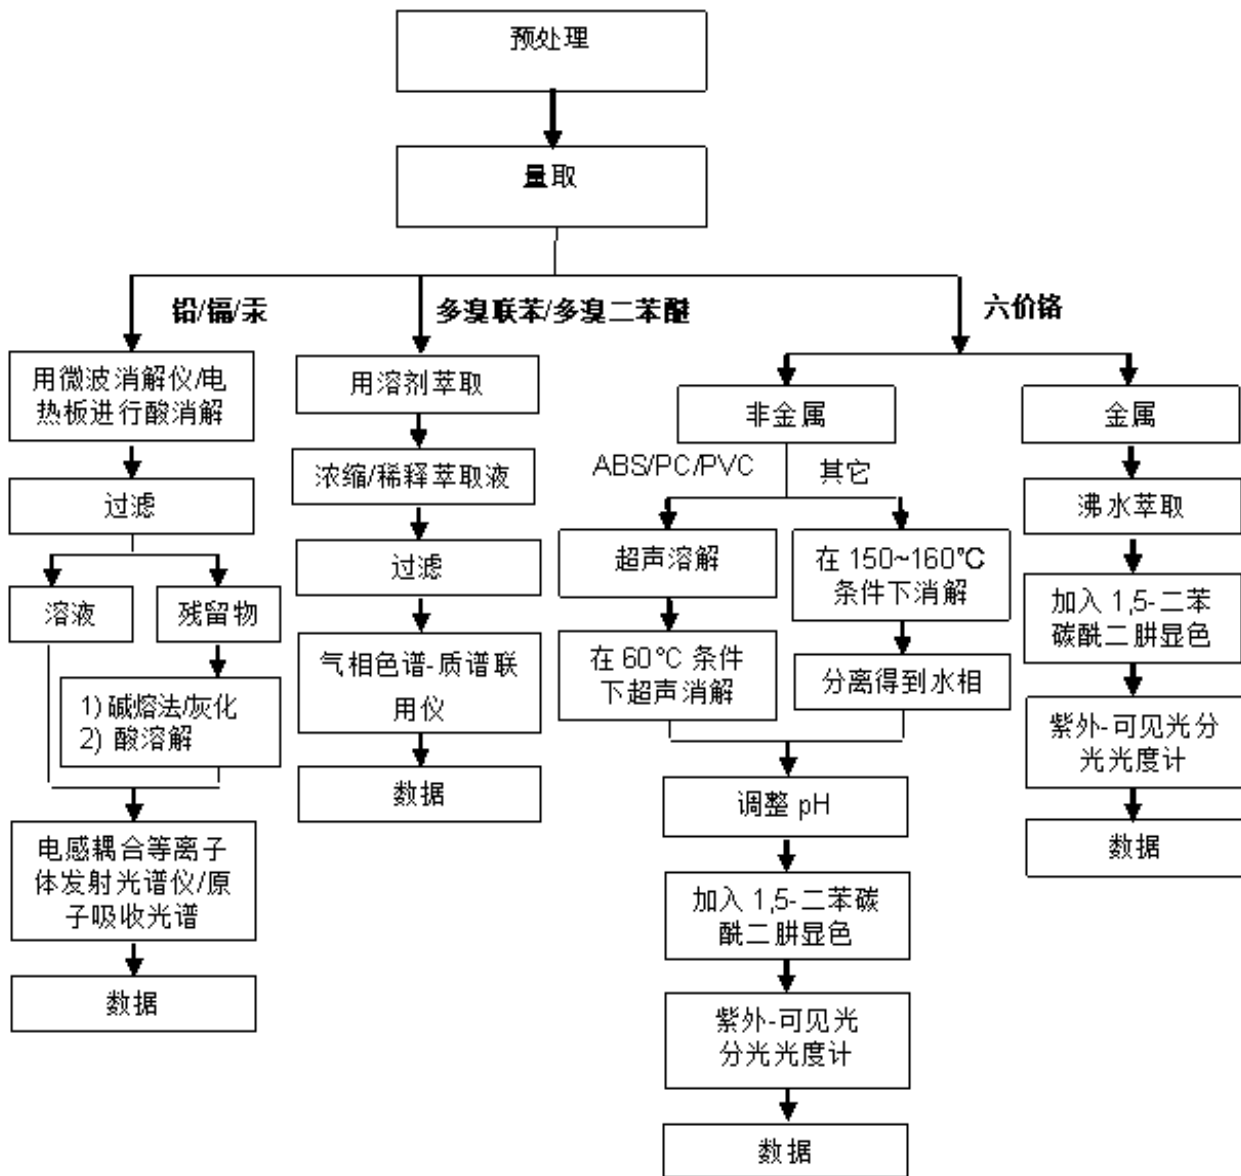 预处理
量取
铅/镉/汞
多溴联苯/多溴二苯醚
六价铬
用微波消解仪/电
热板进行酸消解
过滤
溶液
残留物
1) 碱熔法/灰化
2) 酸溶解
电感耦合等离子
体发射光谱仪/原
子吸收光谱
数据
用溶剂萃取
浓缩/稀释萃取液
过滤
气相色谱-质谱联
用仪
数据
非金属
ABS/PC/PVC
其它
超声溶解
在 60°C 条件
下超声消解
在 150~160°C
条件下消解
分离得到水相
调整 pH
加入 1,5-二苯碳
酰二肼显色
紫外-可见光
分光光度计
数据
金属
沸水萃取
加入 1,5-二苯
碳酰二肼显色
紫外-可见光分
光光度计
数据